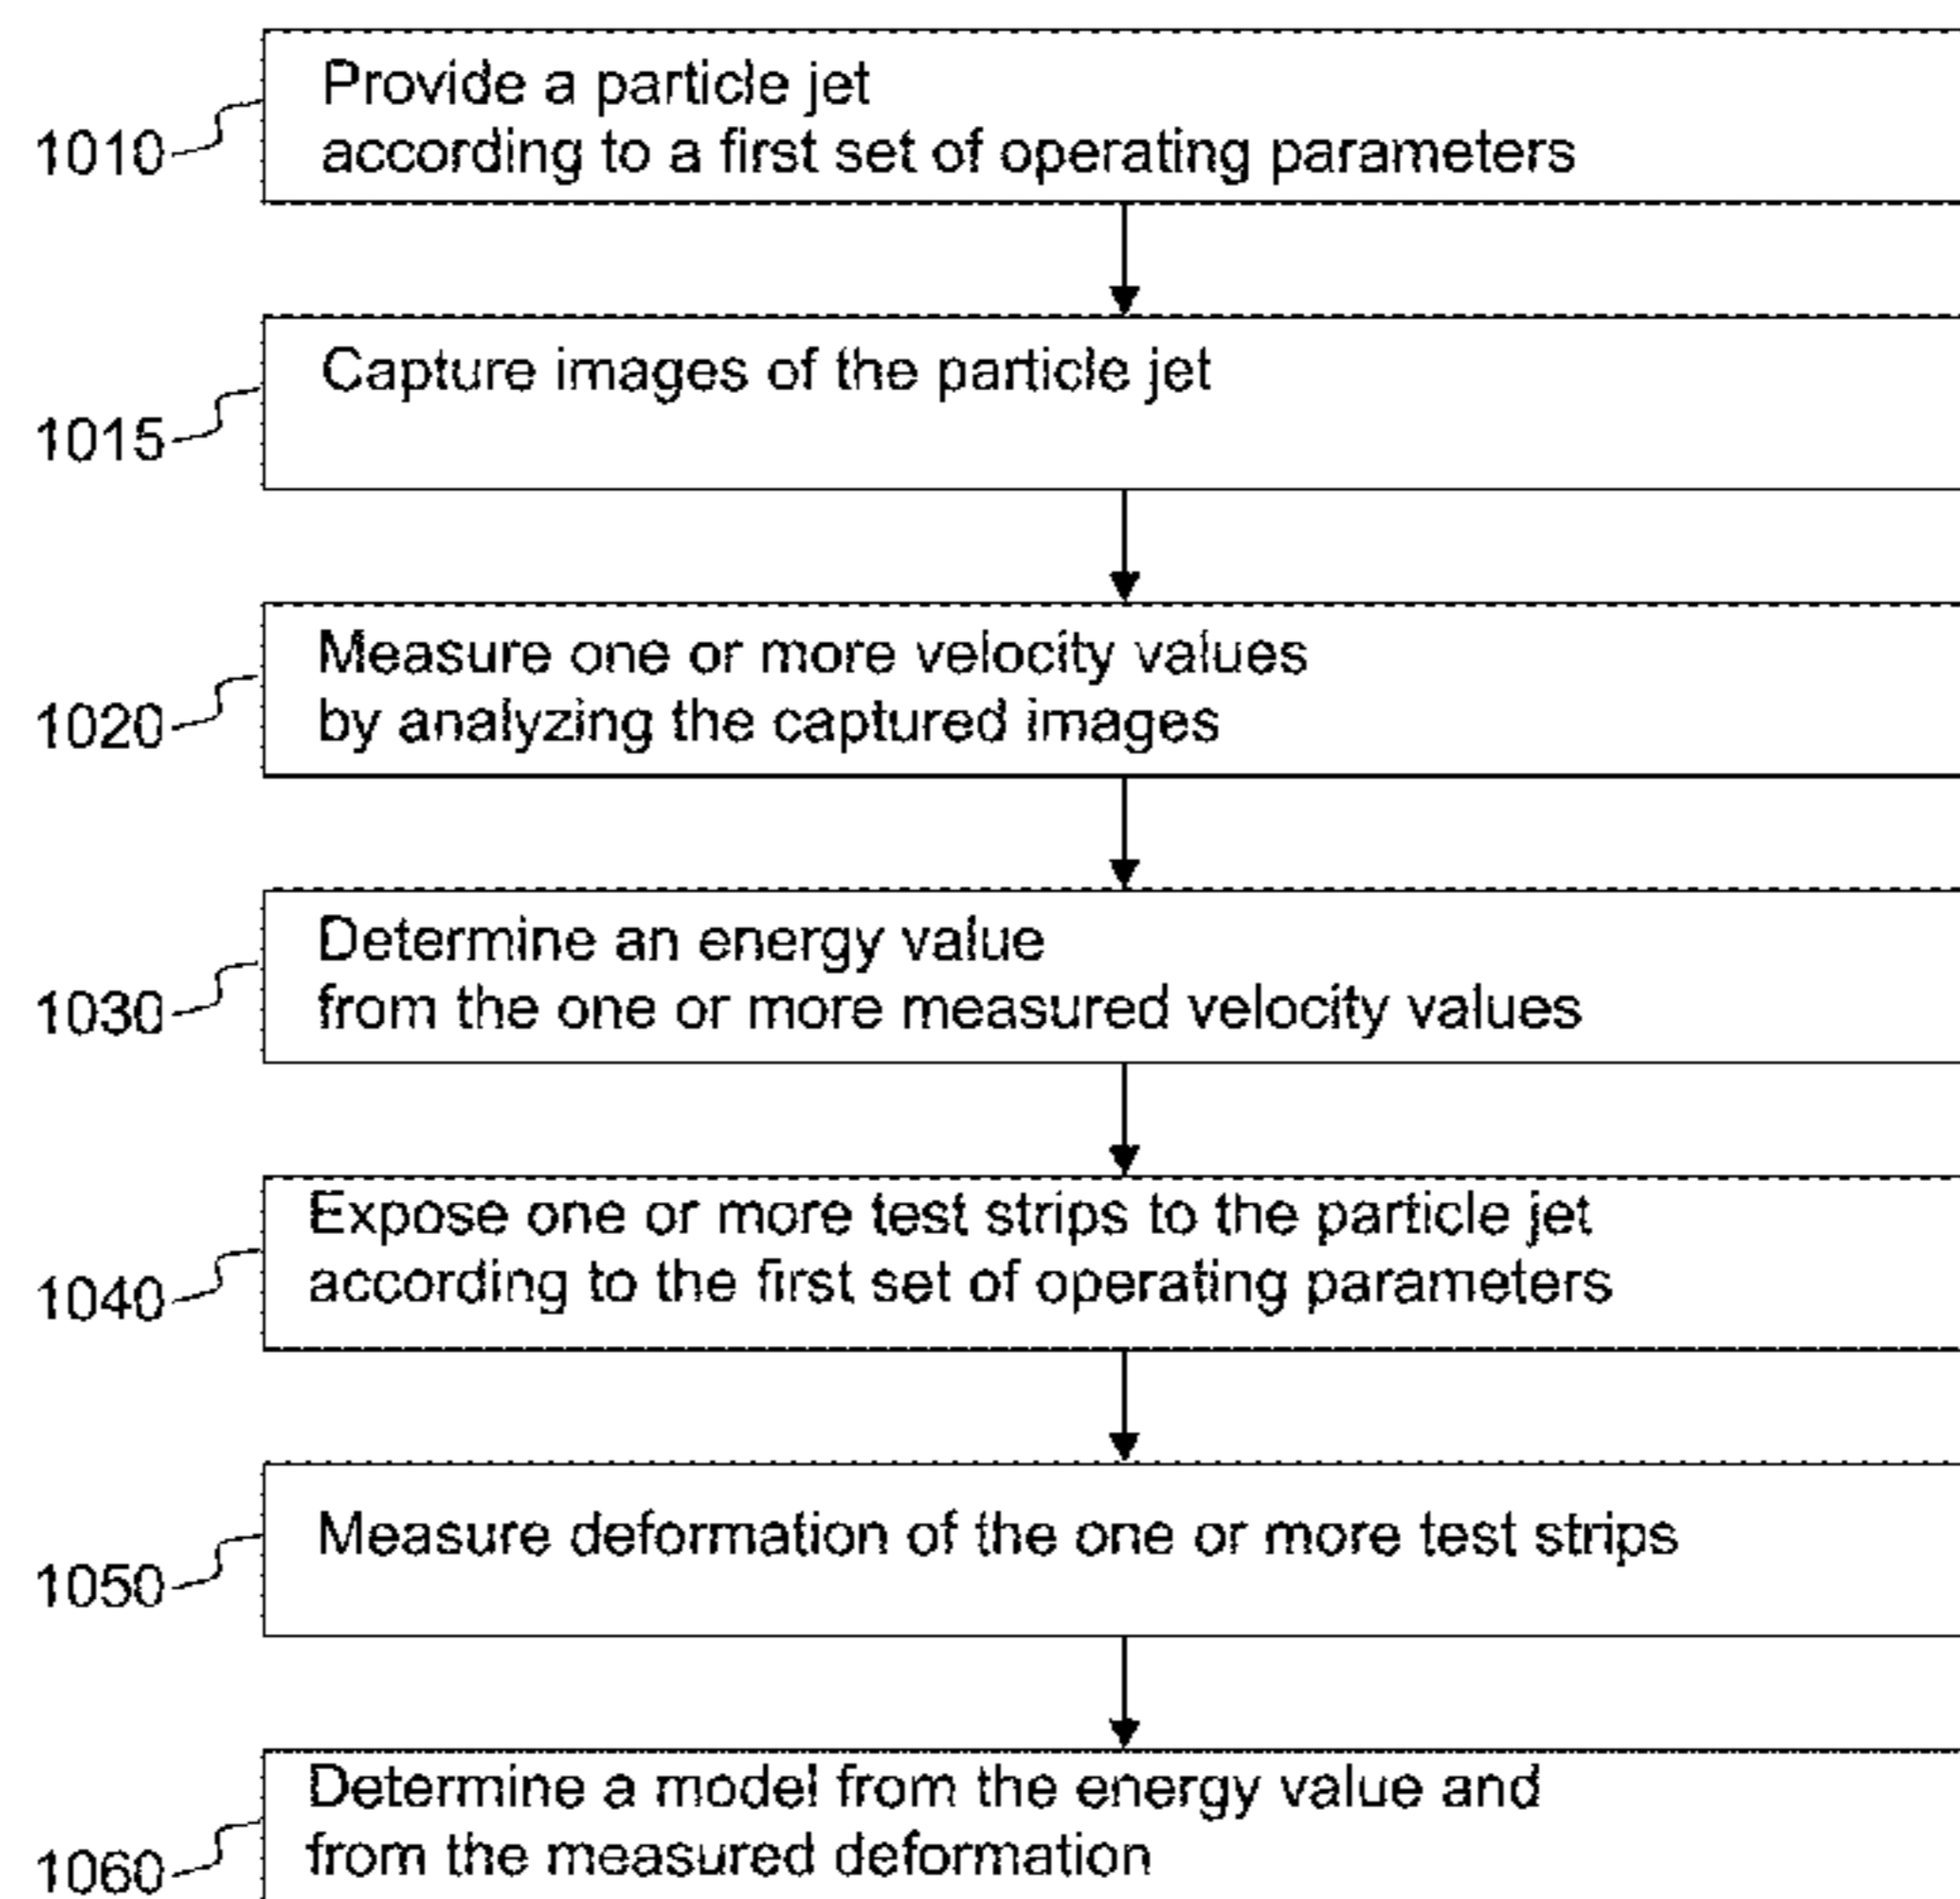 Provide a particle jet
according to a first set of operating parameters
1010
Capture images of the particle jet
1015
Measure one or more velocity values
by analyzing the captured images
1020
Determine an energy value
from the one or more measured velocity values
1030
Expose one or more test strips to the particle jet
according to the first set of operating parameters
1040
Measure deformation of the one or more test strips
1050
Determine a model from the energy value and
from the measured deformation
1060